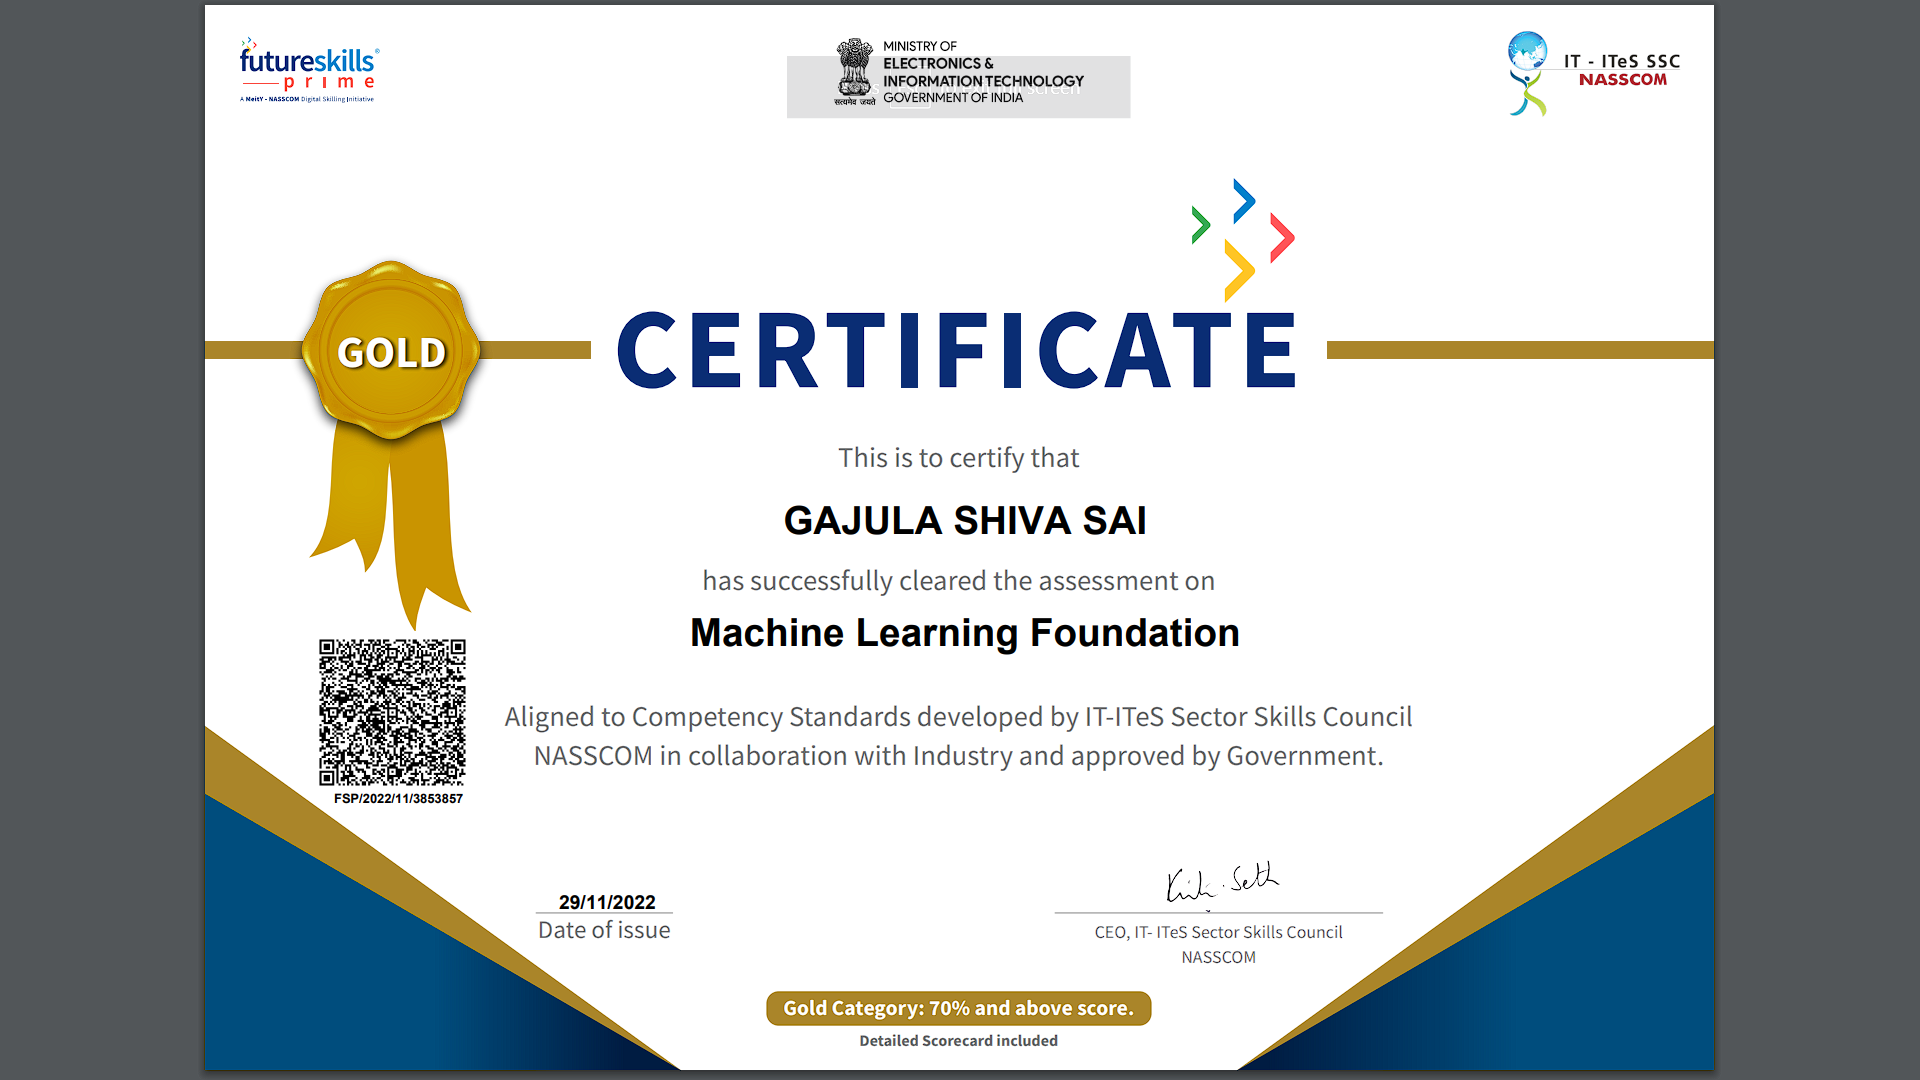 futureskills®
prime
A MeitY - NASSCOM Digital Skilling Initiative
MINISTRY OF
ELECTRONICS &
INFORMATION TECHNOLOGY
GOVERNMENT OF INDIA
सत्यमेव जयते
IT - ITeS SSC
NASSCOM
GOLD
CERTIFICATE
This is to certify that
GAJULA SHIVA SAI
has successfully cleared the assessment on
Machine Learning Foundation
Aligned to Competency Standards developed by IT-ITeS Sector Skills Council
NASSCOM in collaboration with Industry and approved by Government.
FSP/2022/11/3853857
29/11/2022
Date of issue
CEO, IT- ITeS Sector Skills Council
NASSCOM
Gold Category: 70% and above score.
Detailed Scorecard included